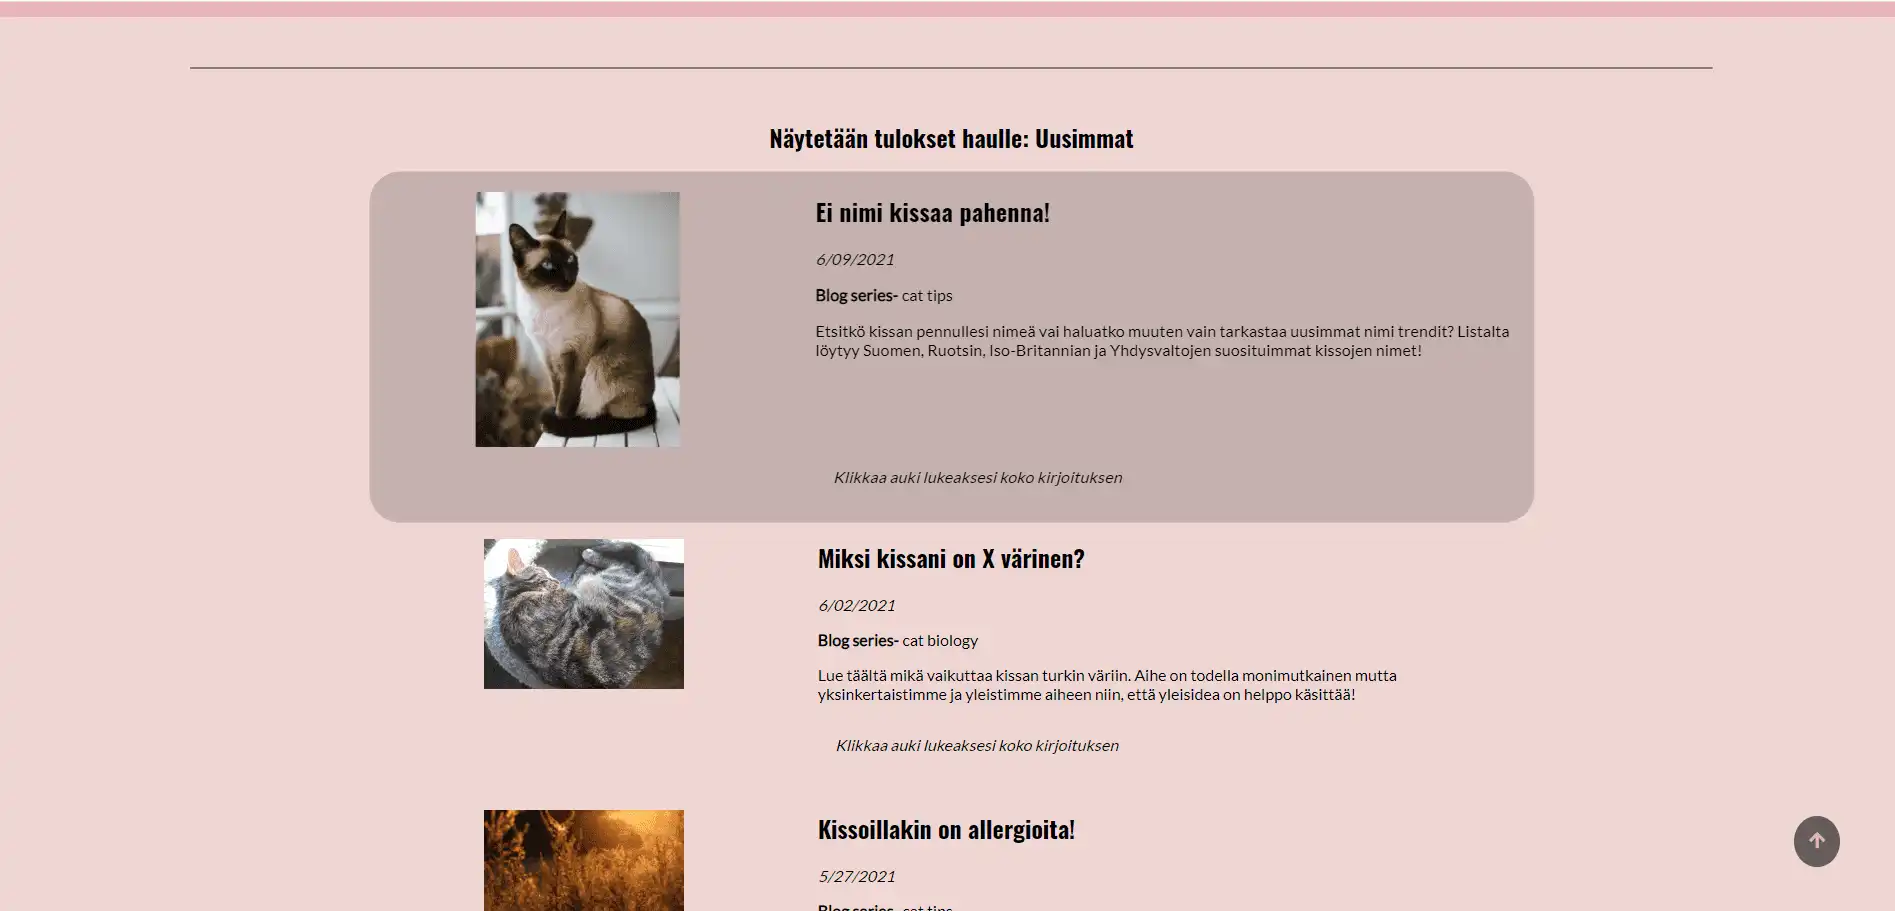 Näytetään tulokset haulle: Uusimmat
Ei nimi kissaa pahenna!
6/09/2021
Blog series- cat tips
Etsitkö kissan pennullesi nimeä vai haluatko muuten vain tarkastaa uusimmat nimi trendit? Listalta
löytyy Suomen, Ruotsin, Iso-Britannian ja Yhdysvaltojen suosituimmat kissojen nimet!
Klikkaa auki lukeaksesi koko kirjoituksen
Miksi kissani on X värinen?
6/02/2021
Blog series- cat biology
Lue täältä mikä vaikuttaa kissan turkin väriin. Aihe on todella monimutkainen mutta
yksinkertaistimme ja yleistimme aiheen niin, että yleisidea on helppo käsittää!
Klikkaa auki lukeaksesi koko kirjoituksen
Kissoillakin on allergioita!
5/27/2021
Blog series- cat tips